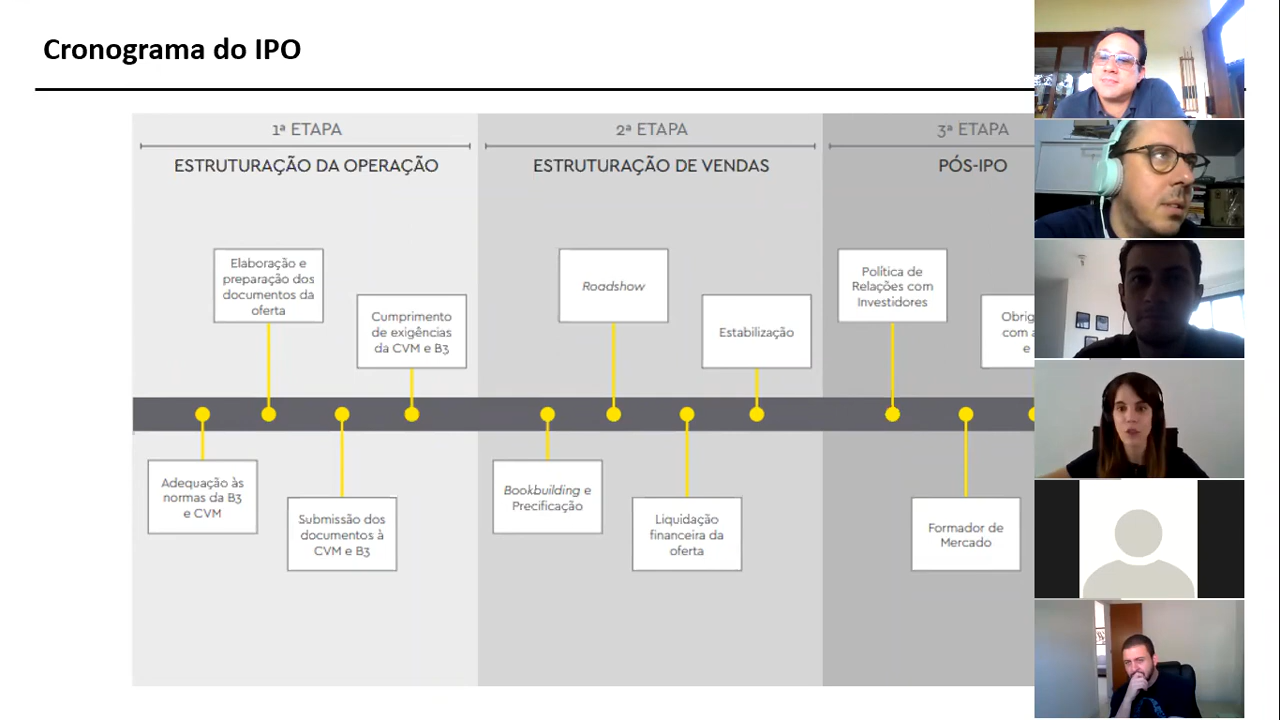 Cronograma do IPO
1ª ETAPA
ESTRUTURAÇÃO DA OPERAÇÃO
Elaboração e
preparação dos
documentos da
oferta
Cumprimento
de exigências
da CVM e B3
Adequação às
normas da B3
e CVM
Submissão dos
documentos à
CVM e B3
2ª ETAPA
ESTRUTURAÇÃO DE VENDAS
Roadshow
Estabilização
Bookbuilding e
Precificação
Liquidação
financeira da
oferta
3ª ETAPA
PÓS-IPO
Política de
Relações com
Investidores
com
e
Formador de
Mercado